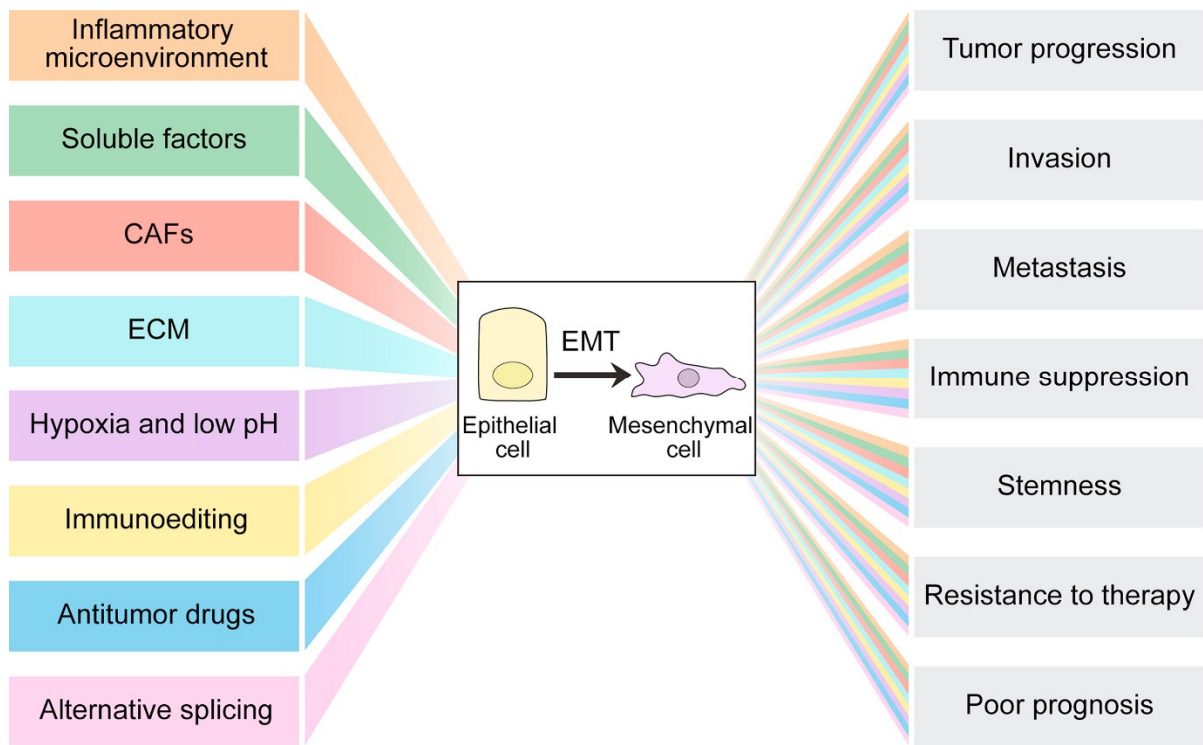 Inflammatory
microenvironment
Soluble factors
CAFs
ECM
Hypoxia and low pH
Immunoediting
Antitumor drugs
Alternative splicing
EMT
Epithelial
cell
Mesenchymal
cell
Tumor progression
Invasion
Metastasis
Immune suppression
Stemness
Resistance to therapy
Poor prognosis